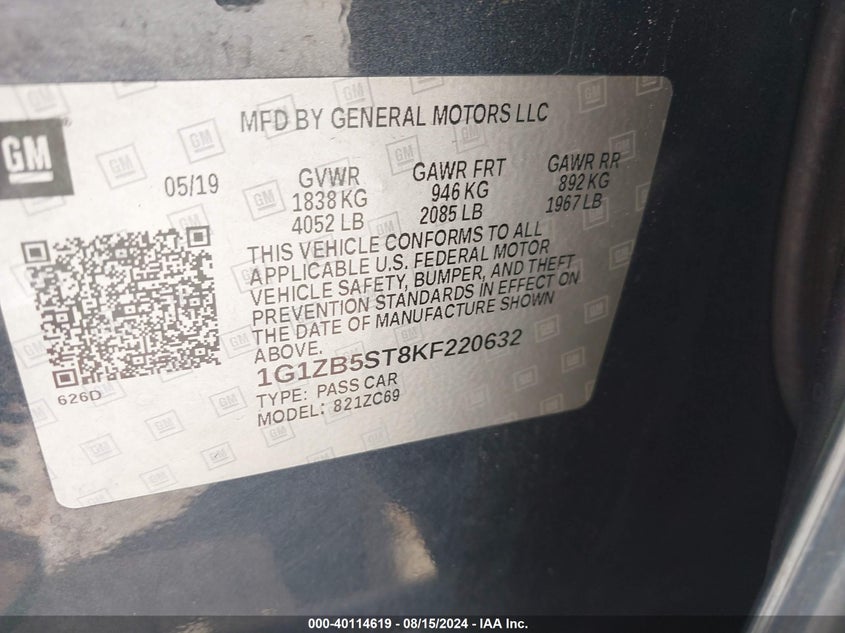 MFD BY GENERAL MOTORS LLC
GM
05/19
GVWR
1838 KG
4052 LB
GAWR FRT
946 KG
2085 LB
GAWR RR
892 KG
1967 LB
THIS VEHICLE CONFORMS TO ALL
APPLICABLE U.S. FEDERAL MOTOR
VEHICLE SAFETY, BUMPER, AND THEFT
PREVENTION STANDARDS IN EFFECT ON
THE DATE OF MANUFACTURE SHOWN
ABOVE.
1G1ZB5ST8KF220632
TYPE: PASS CAR
MODEL: 821ZC69
626D
000-40114619 - 08/15/2024 - IAA Inc.